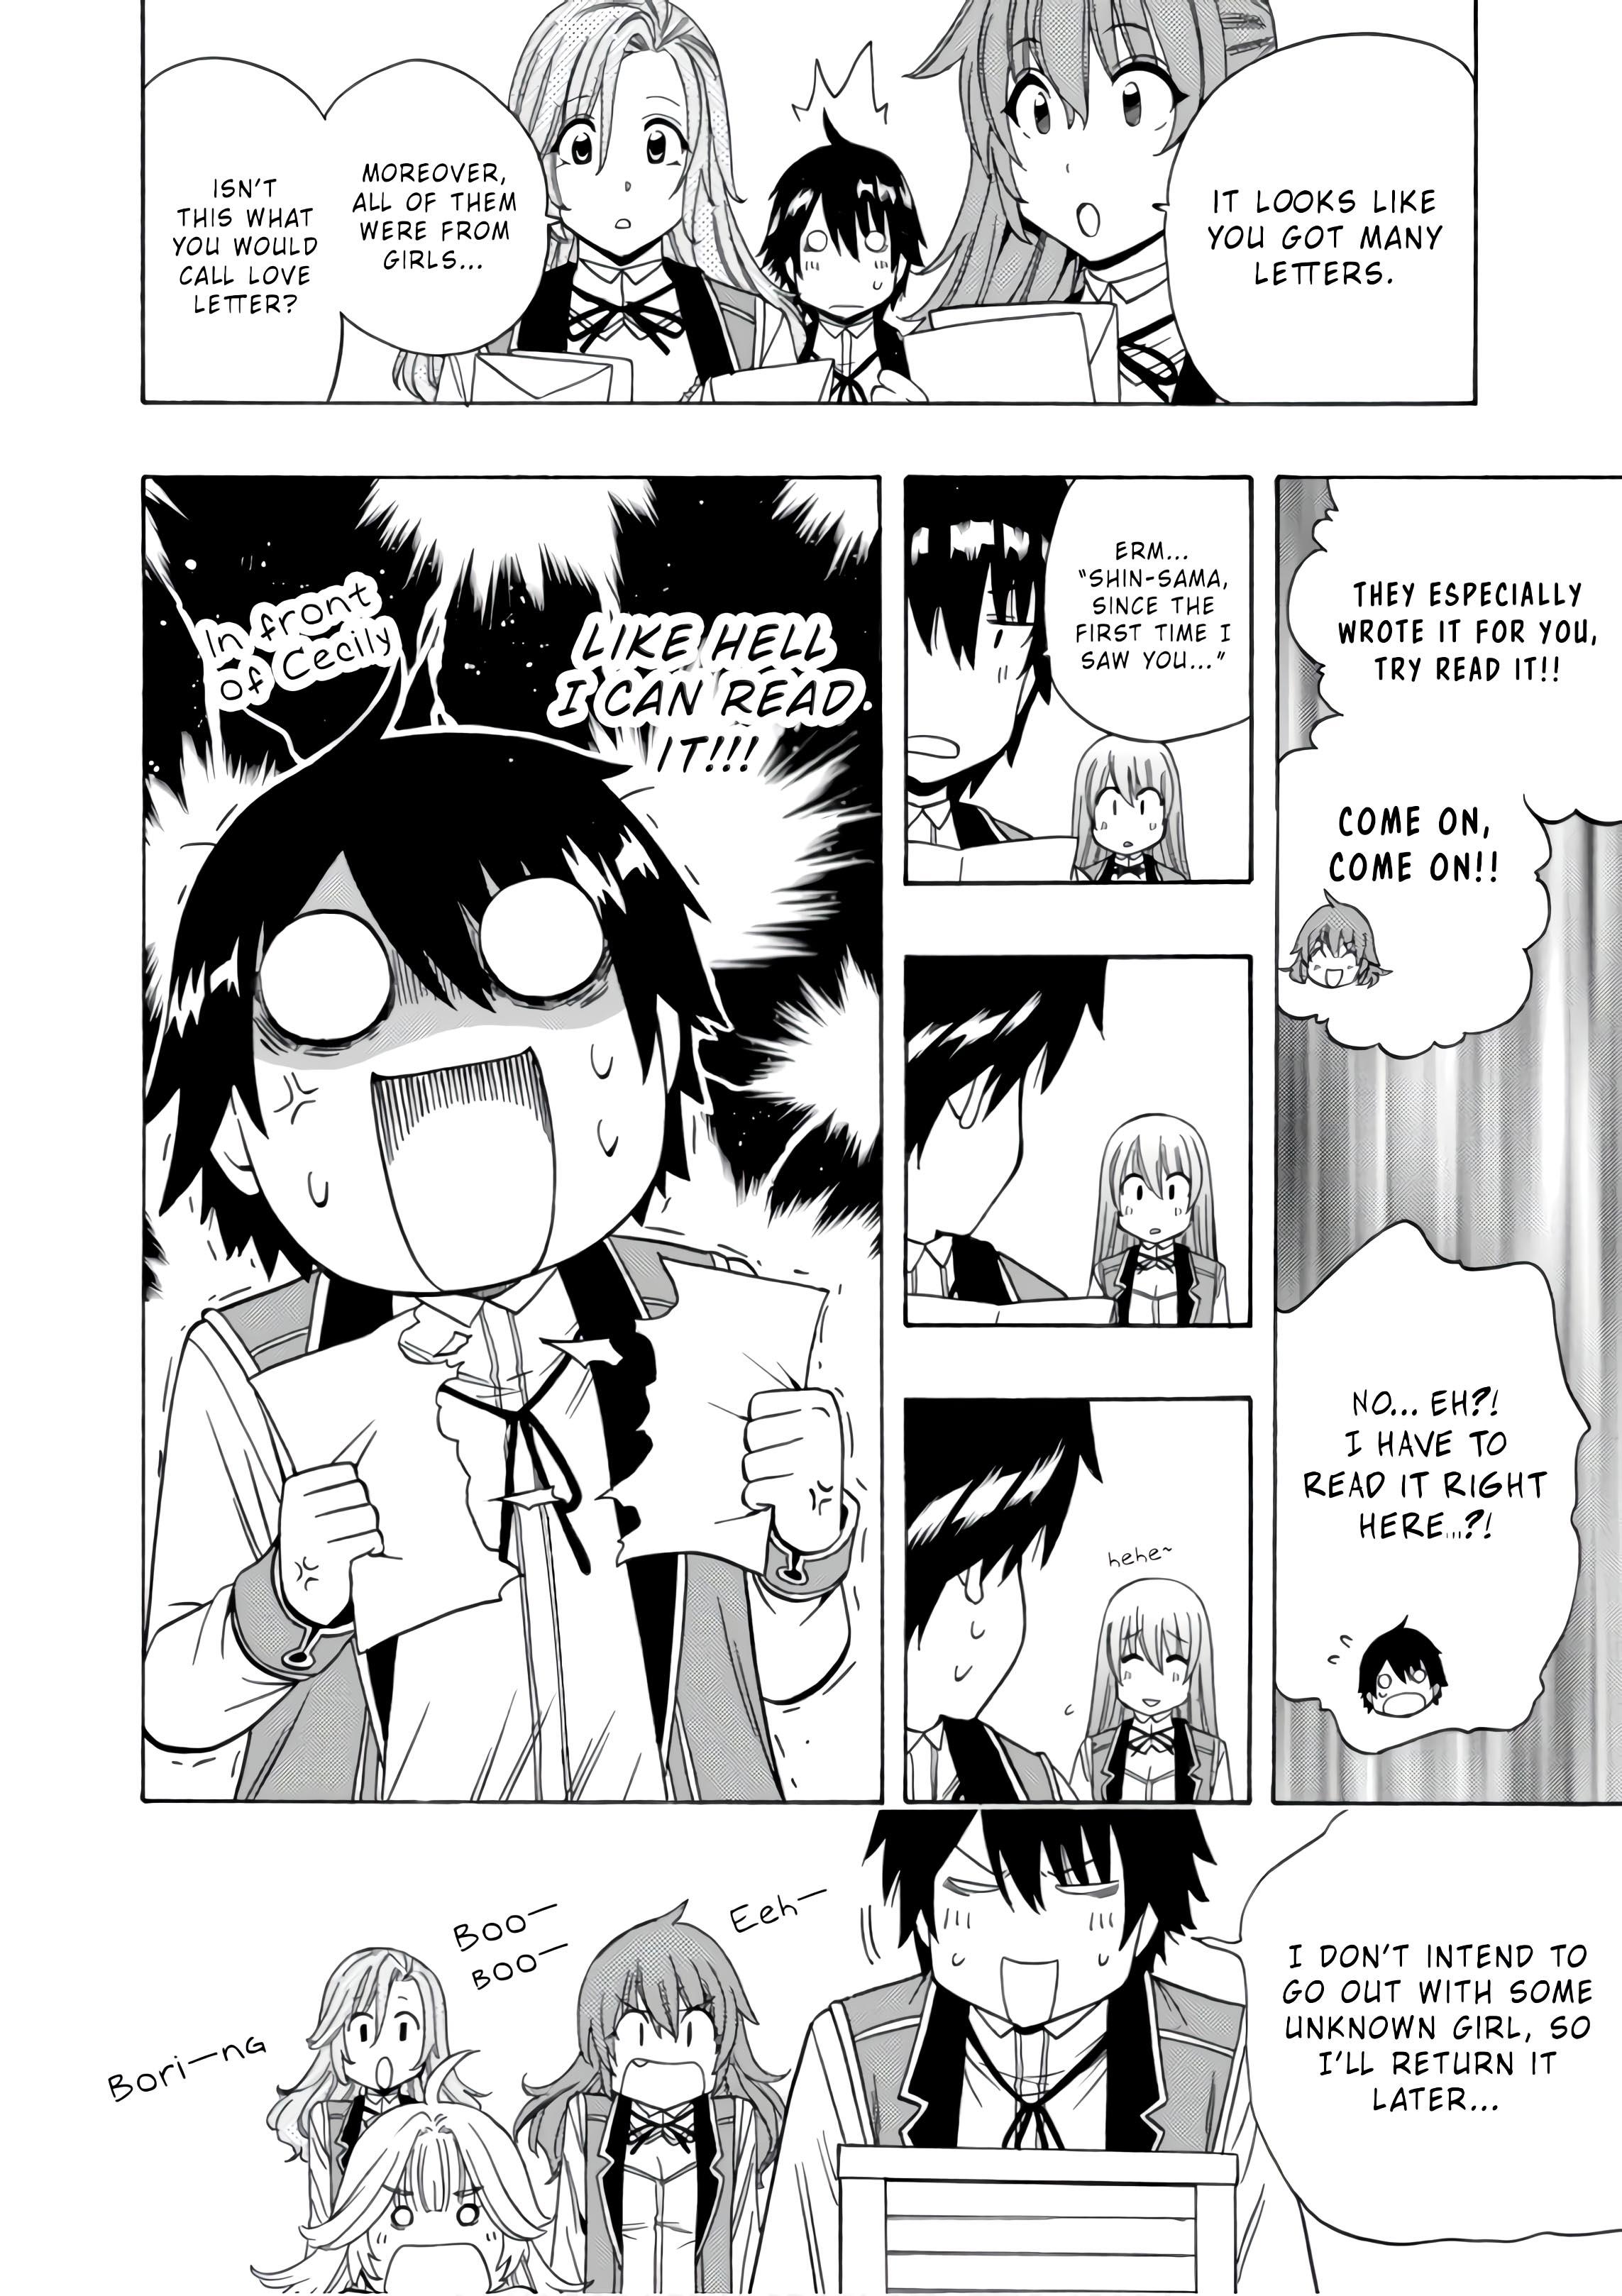 IT LOOKS LIKE
YOU GOT MANY
LETTERS.
MOREOVER,
ALL OF THEM
WERE FROM
GIRLS...
ISN'T
THIS WHAT
YOU WOULD
CALL LOVE
LETTER?
THEY ESPECIALLY
WROTE IT FOR YOU,
TRY READ IT!!
COME ON,
COME ON!!
NO... EH?!
I HAVE TO
READ IT RIGHT
HERE...?!
ERM...
"SHIN-SAMA,
SINCE THE
FIRST TIME I
SAW YOU..."
hehe~
LIKE HELL
I CAN READ
IT!!!
In front
of Cecily
I DON'T INTEND TO
GO OUT WITH SOME
UNKNOWN GIRL, SO
I'LL RETURN IT
LATER...
Eeh—
Boo—
Boo—
Bori—ng